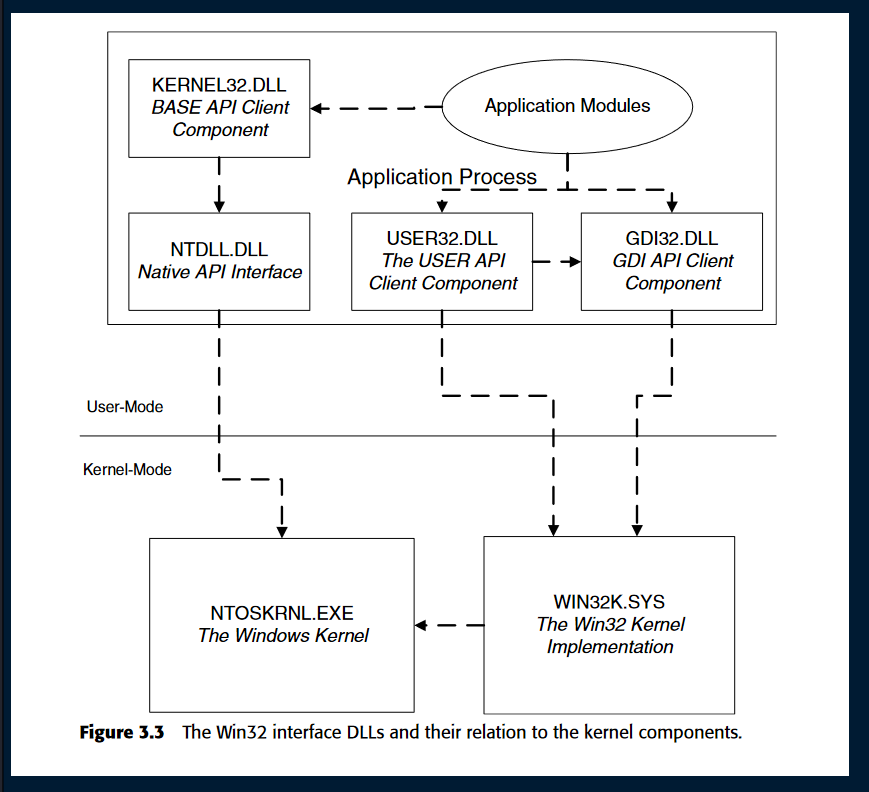 KERNEL32.DLL
BASE API Client
Component
Application Modules
Application Process
NTDLL.DLL
Native API Interface
USER32.DLL
The USER API
Client Component
GDI32.DLL
GDI API Client
Component
User-Mode
Kernel-Mode
NTOSKRNL.EXE
The Windows Kernel
WIN32K.SYS
The Win32 Kernel
Implementation
Figure 3.3 The Win32 interface DLLs and their relation to the kernel components.